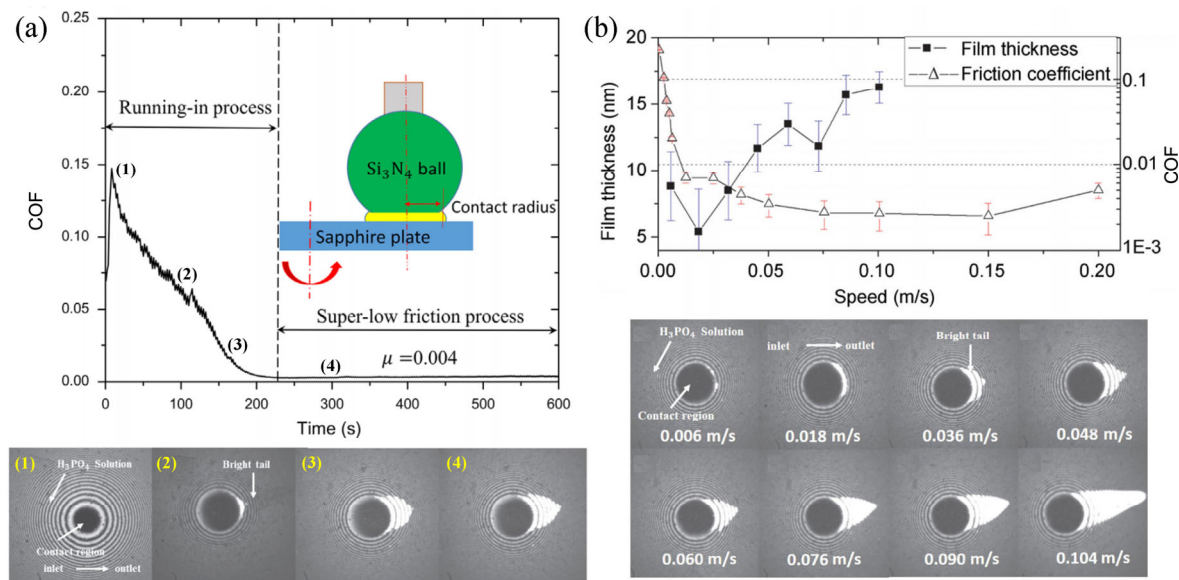 (a)
0.25
0.20
0.15
0.10
0.05
0.00
COF
0 100 200 300 400 500 600
Time (s)
Running-in process
Super-low friction process
μ = 0.004
(1)
(2)
(3)
(4)
Si₃N₄ ball
Contact radius
Sapphire plate
(1)
H₃PO₄ Solution
Contact region
inlet outlet
(2)
Bright tail
(3)
(4)
(b)
Film thickness
Friction coefficient
20
15
10
5
Film thickness (nm)
0.1
0.01
1E-3
COF
0.00 0.05 0.10 0.15 0.20
Speed (m/s)
H₃PO₄ Solution
Contact region
0.006 m/s
inlet outlet
0.018 m/s
Bright tail
0.036 m/s
0.048 m/s
0.060 m/s
0.076 m/s
0.090 m/s
0.104 m/s